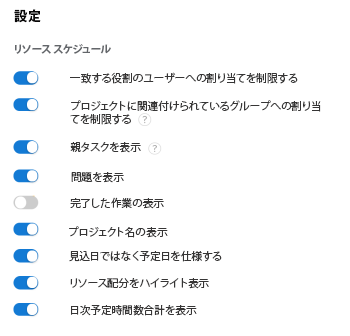 設定
リソース スケジュール
一致する役割のユーザーへの割り当てを制限する
プロジェクトに関連付けられているグループへの割り当
てを制限する ?
親タスクを表示 ?
問題を表示
完了した作業の表示
プロジェクト名の表示
見込日ではなく予定日を仕様する
リソース配分をハイライト表示
日次予定時間数合計を表示